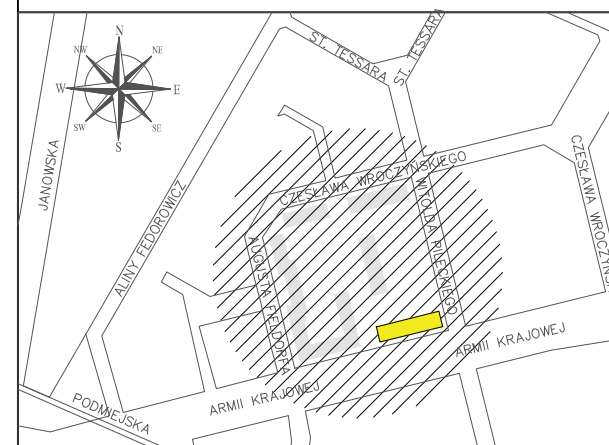 N
NW
NE
W
E
SW
SE
S
ST. TESSARA
ST. TESSARA
JANOWSKA
ALINY FEDOROWICZ
CZESŁAWA WROCZYŃSKIEGO
WITOLDA PILECKIEGO
CZESŁAWA WROCZYŃS
AUGUSTA FIELDORFA
ARMII KRAJOWEJ
ARMII KRAJOWEJ
PODMIEJSKA